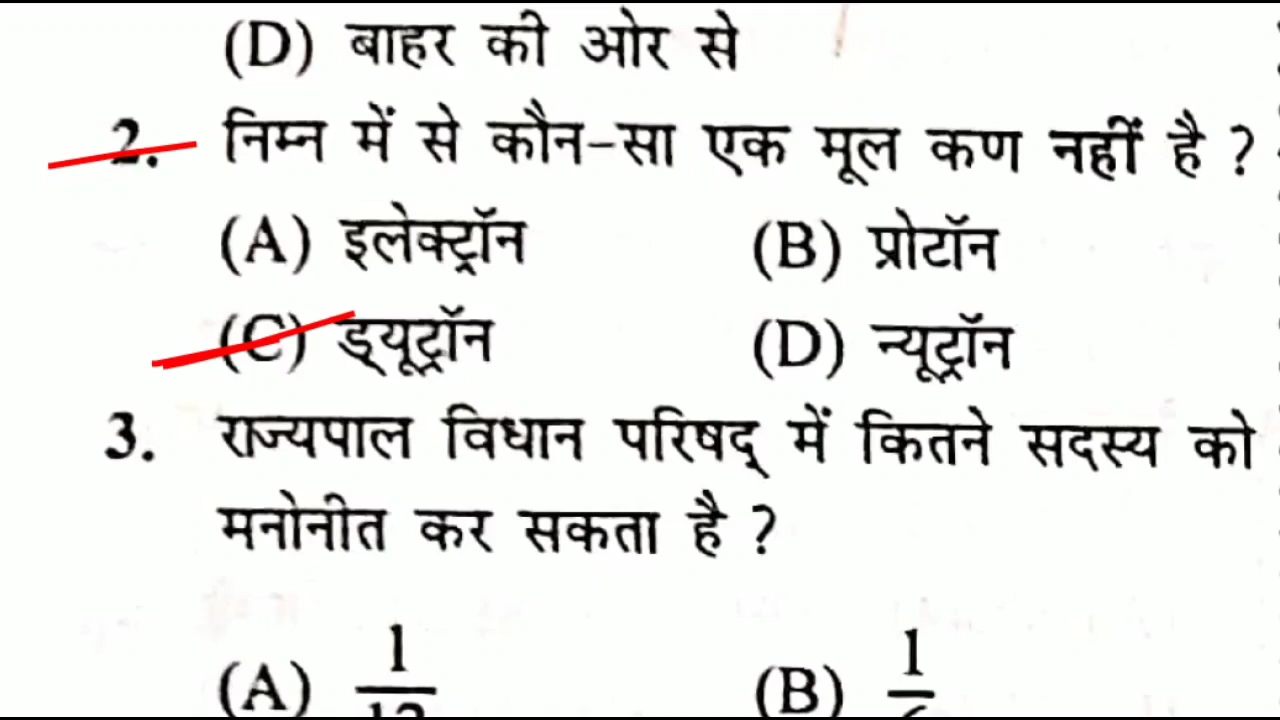 (D) बाहर की ओर से
2. निम्न में से कौन-सा एक मूल कण नहीं है ?
(A) इलेक्ट्रॉन (B) प्रोटॉन
(C) ड्यूट्रॉन (D) न्यूट्रॉन
3. राज्यपाल विधान परिषद् में कितने सदस्य को
मनोनीत कर सकता है ?
(A) 1 (B) 1